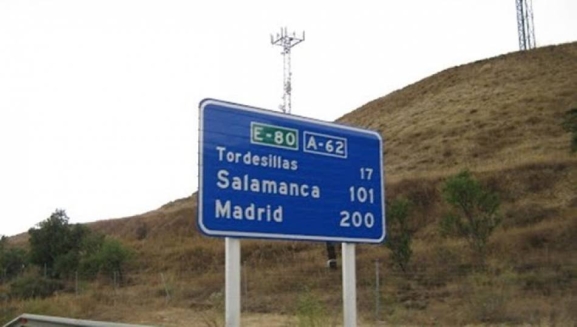 E-80 A-62
Tordesillas 17
Salamanca 101
Madrid 200